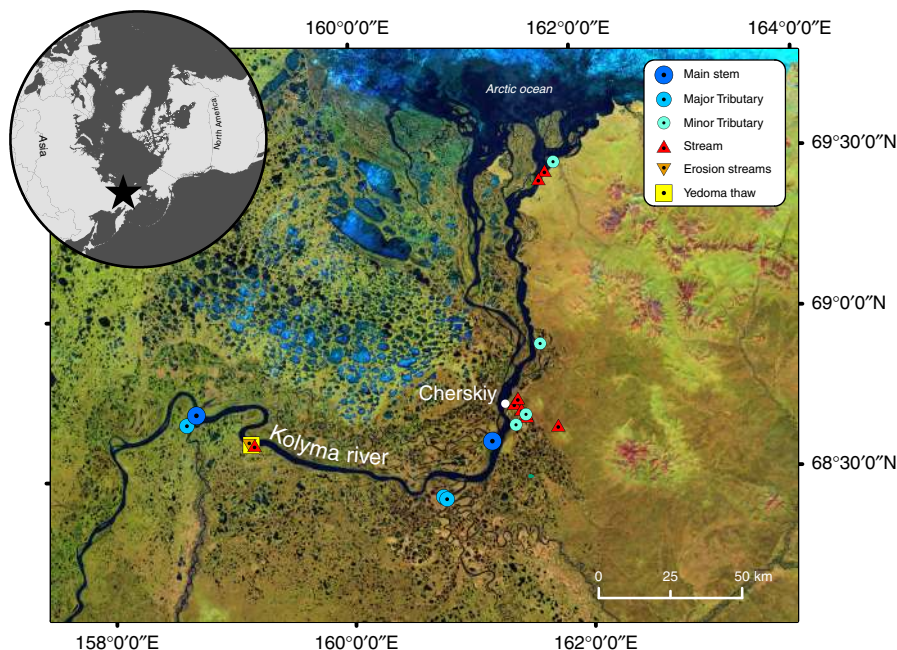 160°0′0″E
162°0′0″E
164°0′0″E
Asia
North America
Arctic ocean
Main stem
Major Tributary
Minor Tributary
Stream
Erosion streams
Yedoma thaw
69°30′0″N
69°0′0″N
Cherskiy
Kolyma river
68°30′0″N
0 25 50 km
158°0′0″E
160°0′0″E
162°0′0″E